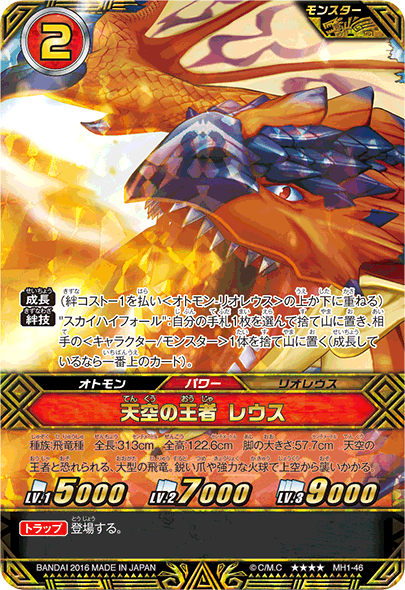 2
モンスター
成長 (絆コスト-1を払い<オトモン・リオレウス>の上か下に重ねる)
絆技 "スカイハイフォール":自分の手札1枚を選んで捨て山に置き、相
手の<キャラクター/モンスター>1体を捨て山に置く(成長して
いるなら一番上のカード)。
オトモン パワー リオレウス
天空の王者 レウス
種族:飛竜種 全長:313cm 全高:122.6cm 脚の大きさ:57.7cm 天空の
王者と恐れられる、大型の飛竜。鋭い爪や強力な火球で上空から襲いかかる。
LV.1 5000 LV.2 7000 LV.3 9000
トラップ 登場する。
BANDAI 2016 MADE IN JAPAN ©C/M.C ★★★★ MH1-46